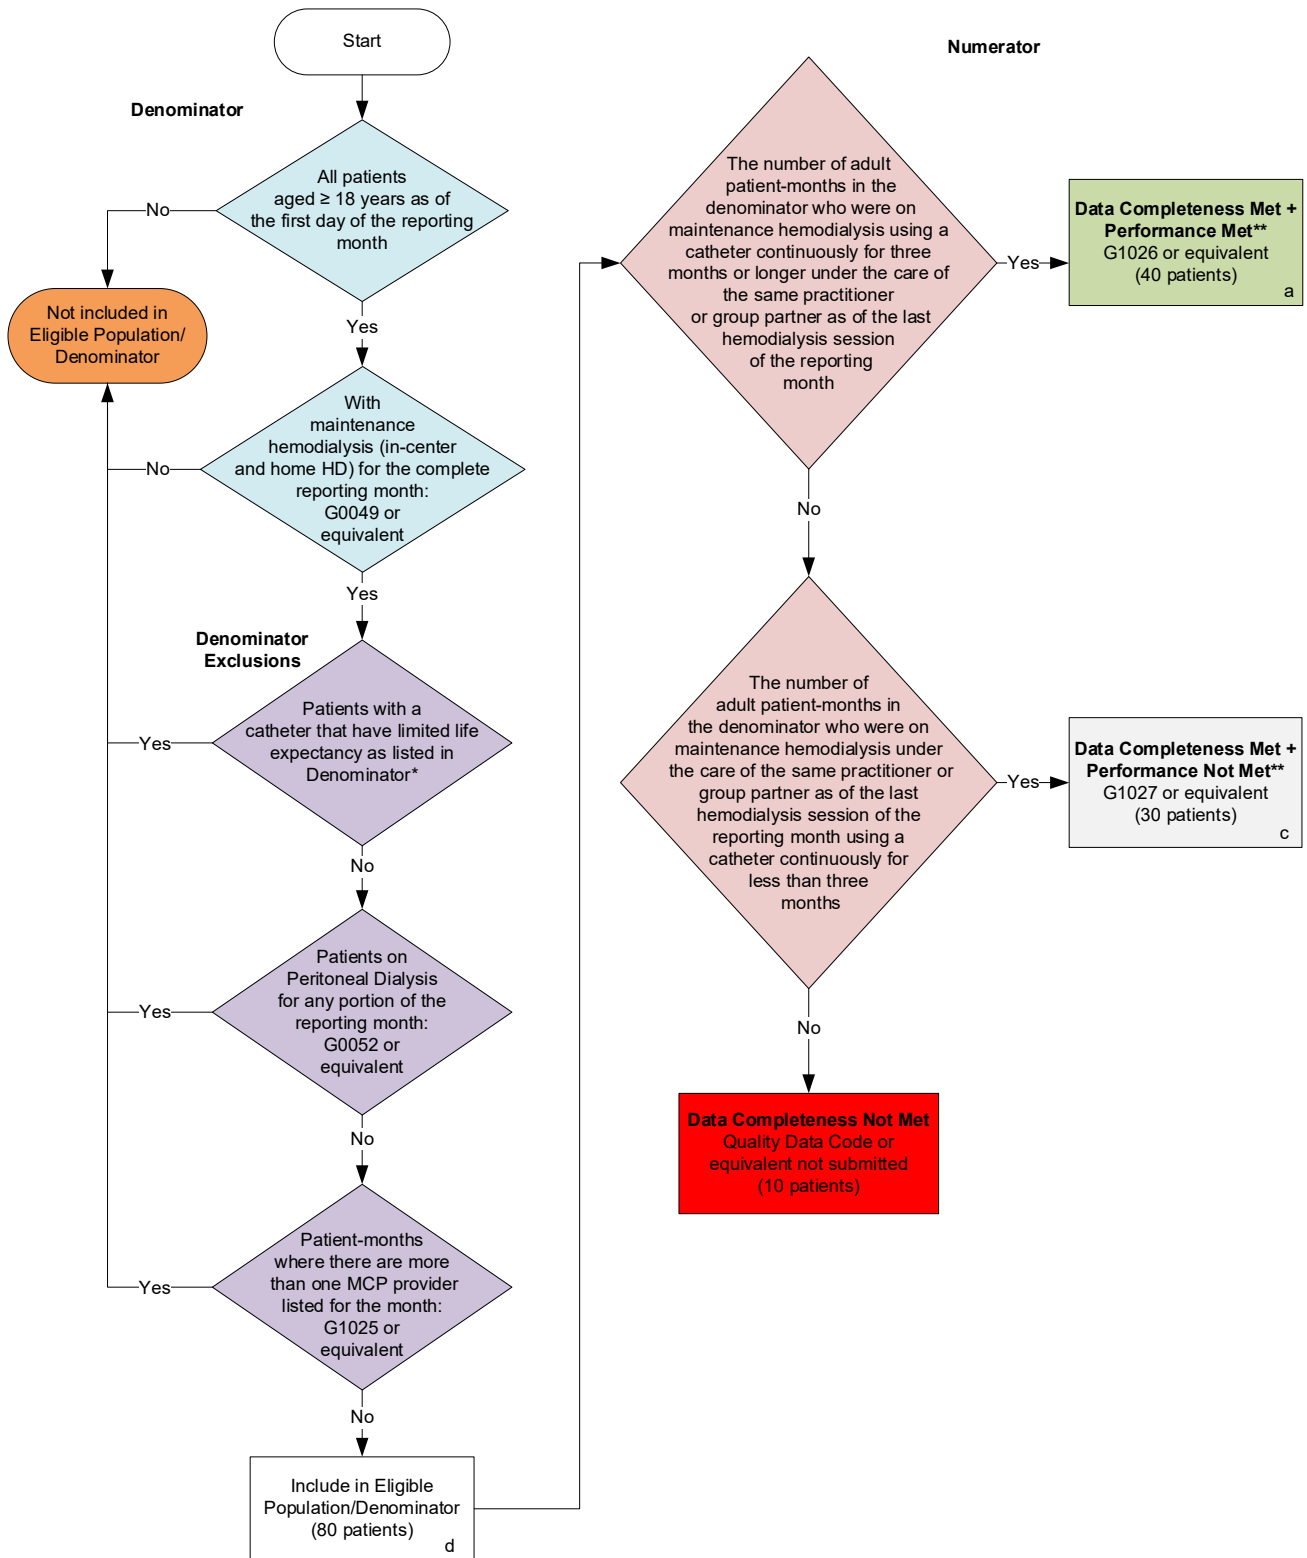 Start
Denominator
All patients
aged ≥ 18 years as of
the first day of the reporting
month
No
Not included in
Eligible Population/
Denominator
Yes
With
maintenance
hemodialysis (in-center
and home HD) for the complete
reporting month:
G0049 or
equivalent
No
Yes
Denominator
Exclusions
Patients with a
catheter that have limited life
expectancy as listed in
Denominator*
Yes
No
Patients on
Peritoneal Dialysis
for any portion of the
reporting month:
G0052 or
equivalent
Yes
No
Patient-months
where there are more
than one MCP provider
listed for the month:
G1025 or
equivalent
Yes
No
Include in Eligible
Population/Denominator
(80 patients)
d
Numerator
The number of adult
patient-months in the
denominator who were on
maintenance hemodialysis using a
catheter continuously for three
months or longer under the care of
the same practitioner
or group partner as of the last
hemodialysis session
of the reporting
month
Yes
Data Completeness Met +
Performance Met**
G1026 or equivalent
(40 patients)
a
No
The number of
adult patient-months in
the denominator who were on
maintenance hemodialysis under
the care of the same practitioner or
group partner as of the last
hemodialysis session of the
reporting month using a
catheter continuously for
less than three
months
Yes
Data Completeness Met +
Performance Not Met**
G1027 or equivalent
(30 patients)
c
No
Data Completeness Not Met
Quality Data Code or
equivalent not submitted
(10 patients)